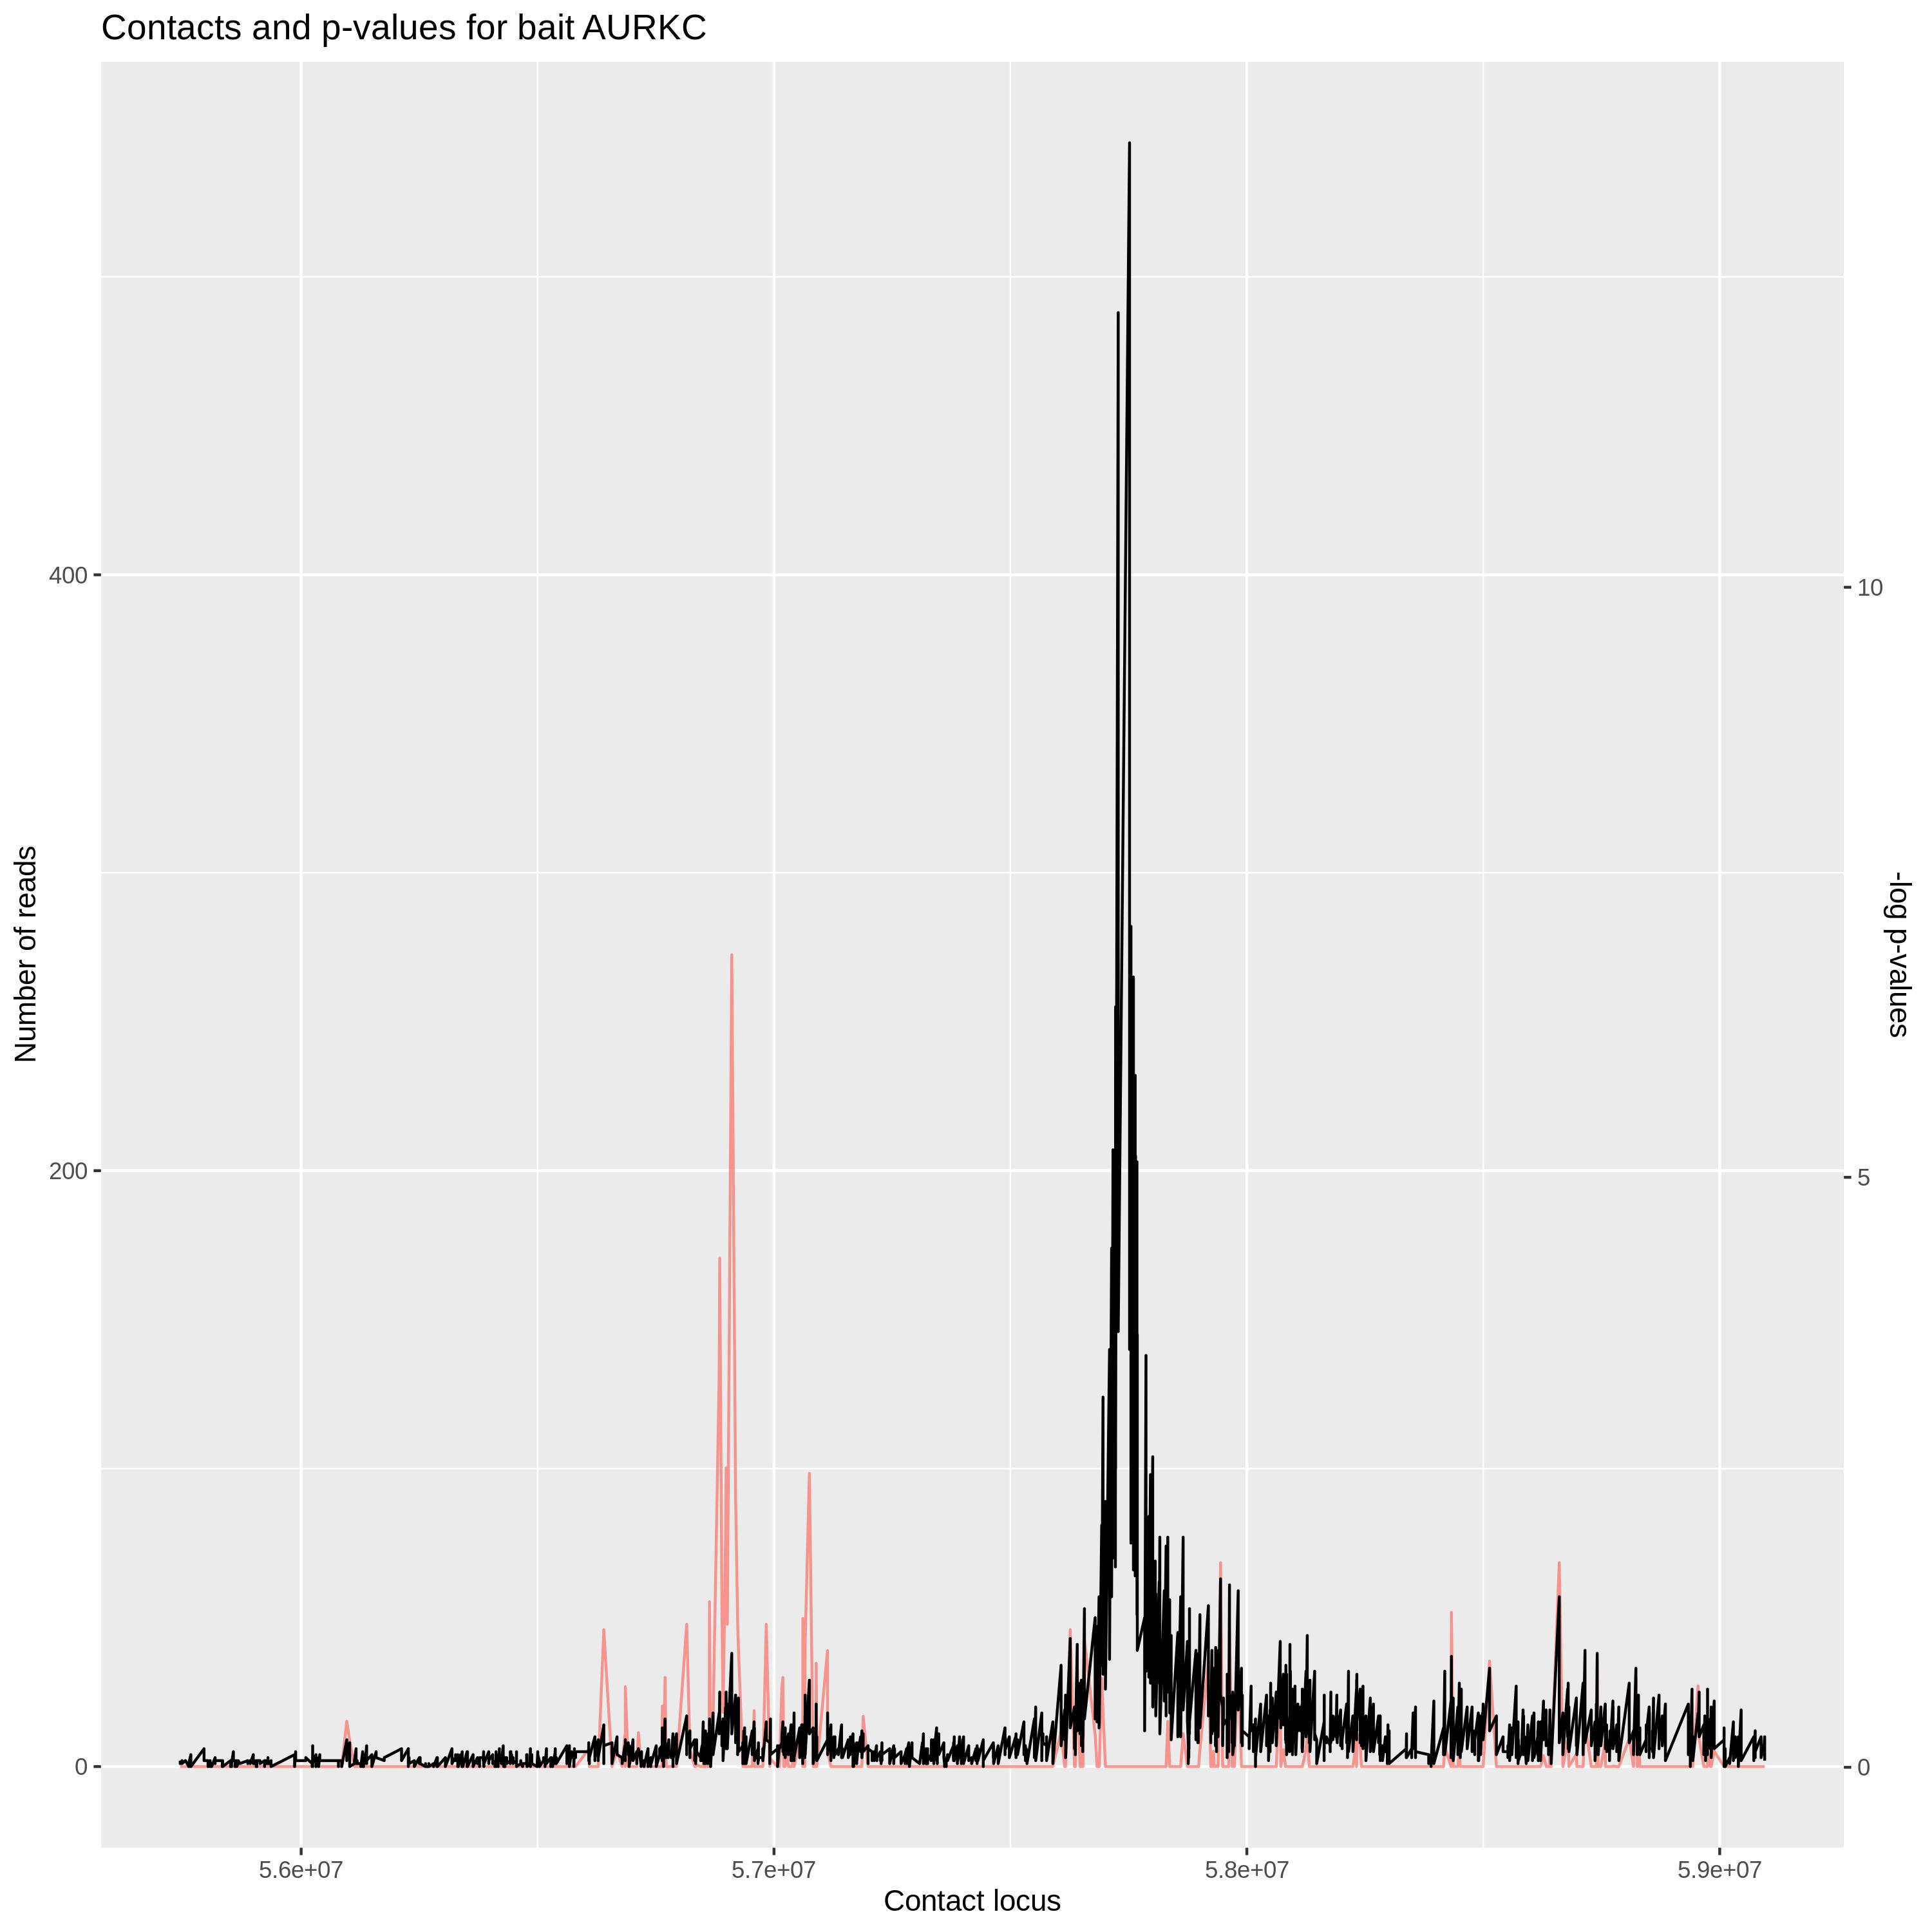 Contacts and p-values for bait AURKC
400
200
0
Number of reads
10
5
0
-log p-values
5.6e+07
5.7e+07
5.8e+07
5.9e+07
Contact locus